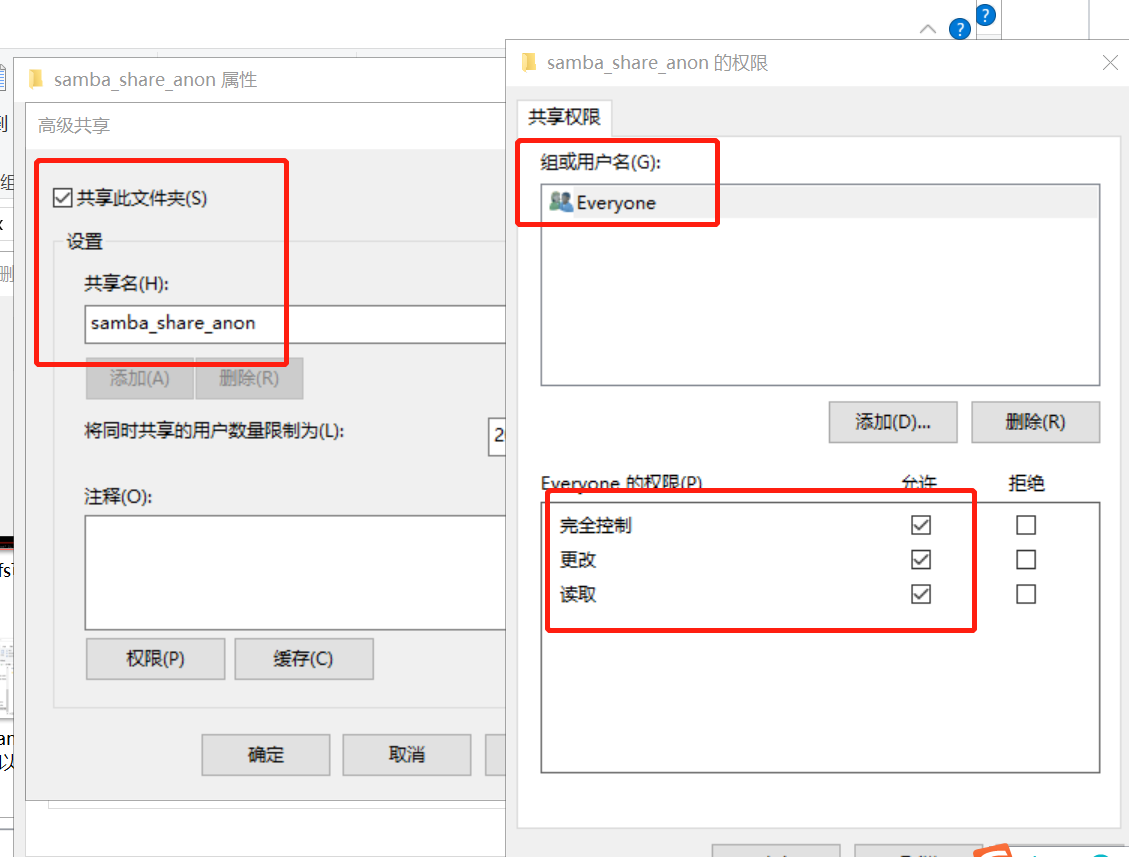 samba_share_anon 属性
高级共享
共享此文件夹(S)
设置
共享名(H):
samba_share_anon
添加(A)
删除(R)
将同时共享的用户数量限制为(L):
注释(O):
权限(P)
缓存(C)
确定
取消
samba_share_anon 的权限
共享权限
组或用户名(G):
Everyone
添加(D)...
删除(R)
Everyone 的权限(P)
允许
拒绝
完全控制
更改
读取